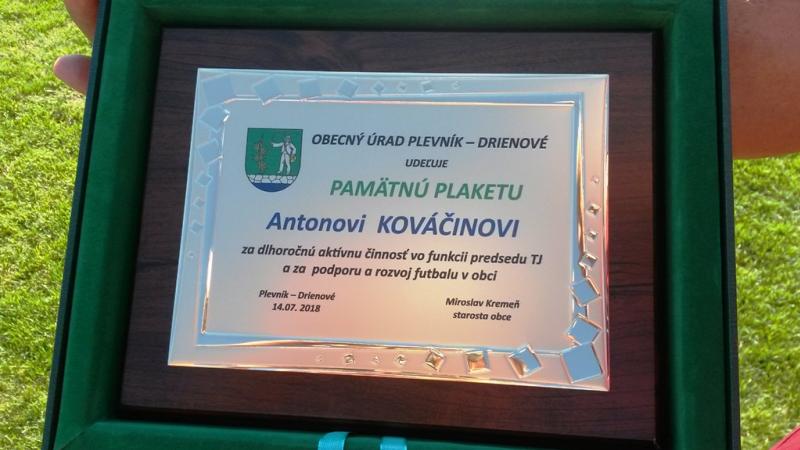 OBECNÝ ÚRAD PLEVNÍK – DRIENOVÉ
UDEĽUJE
PAMÄTNÚ PLAKETU
Antonovi KOVÁČINOVI
za dlhoročnú aktívnu činnosť vo funkcii predsedu TJ
a za podporu a rozvoj futbalu v obci
Plevník – Drienové
14.07. 2018
Miroslav Kremeň
starosta obce